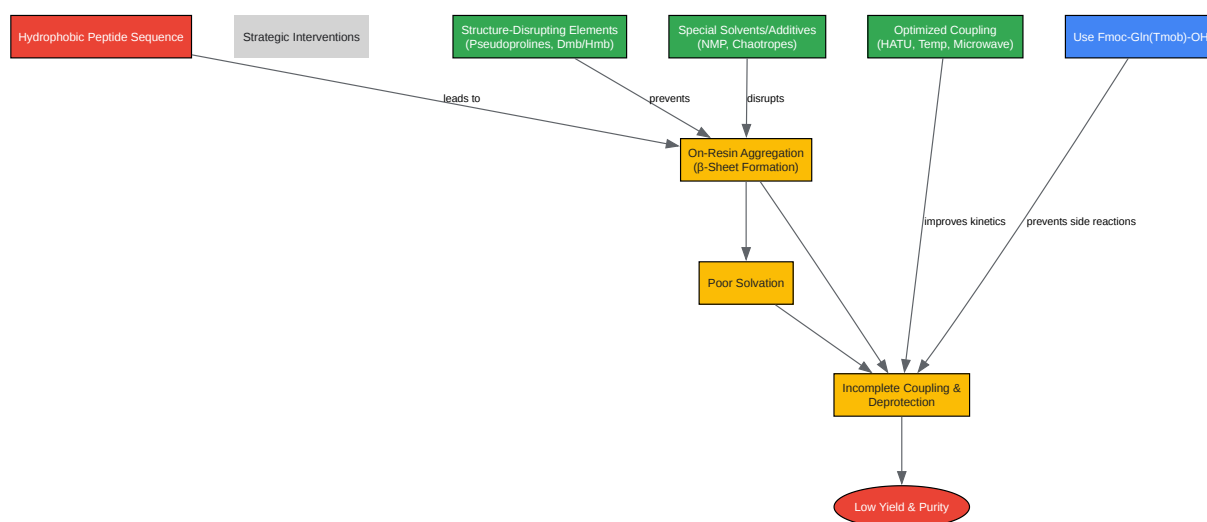 Hydrophobic Peptide Sequence
Strategic Interventions
Structure-Disrupting Elements
(Pseudoprolines, Dmb/Hmb)
Special Solvents/Additives
(NMP, Chaotropes)
Optimized Coupling
(HATU, Temp, Microwave)
Use Fmoc-Gln(Tmob)-OH
leads to
prevents
disrupts
On-Resin Aggregation
(β-Sheet Formation)
improves kinetics
prevents side reactions
Poor Solvation
Incomplete Coupling &
Deprotection
Low Yield & Purity